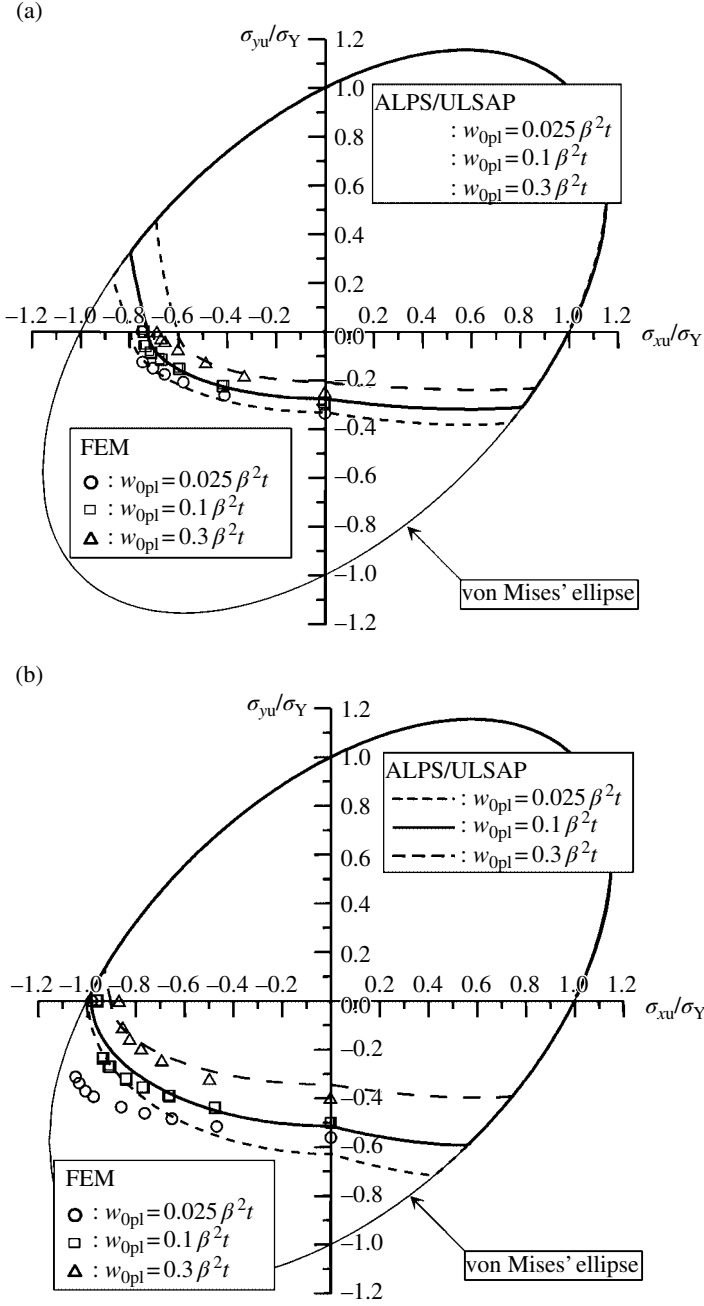 (a)
σyu/σY
1.2
1.0
0.8
0.6
0.4
0.2
0.0
−0.2
−0.4
−0.6
−0.8
−1.0
−1.2
ALPS/ULSAP
: w0pl = 0.025 β²t
: w0pl = 0.1 β²t
: w0pl = 0.3 β²t
−1.2 −1.0 −0.8 −0.6 −0.4 −0.2 0.2 0.4 0.6 0.8 1.0 1.2
σxu/σY
FEM
: w0pl = 0.025 β²t
: w0pl = 0.1 β²t
: w0pl = 0.3 β²t
von Mises' ellipse
(b)
σyu/σY
1.2
1.0
0.8
0.6
0.4
0.2
0.0
−0.2
−0.4
−0.6
−0.8
−1.0
−1.2
ALPS/ULSAP
: w0pl = 0.025 β²t
: w0pl = 0.1 β²t
: w0pl = 0.3 β²t
−1.2 −1.0 −0.8 −0.6 −0.4 −0.2 0.2 0.4 0.6 0.8 1.0 1.2
σxu/σY
FEM
: w0pl = 0.025 β²t
: w0pl = 0.1 β²t
: w0pl = 0.3 β²t
von Mises' ellipse